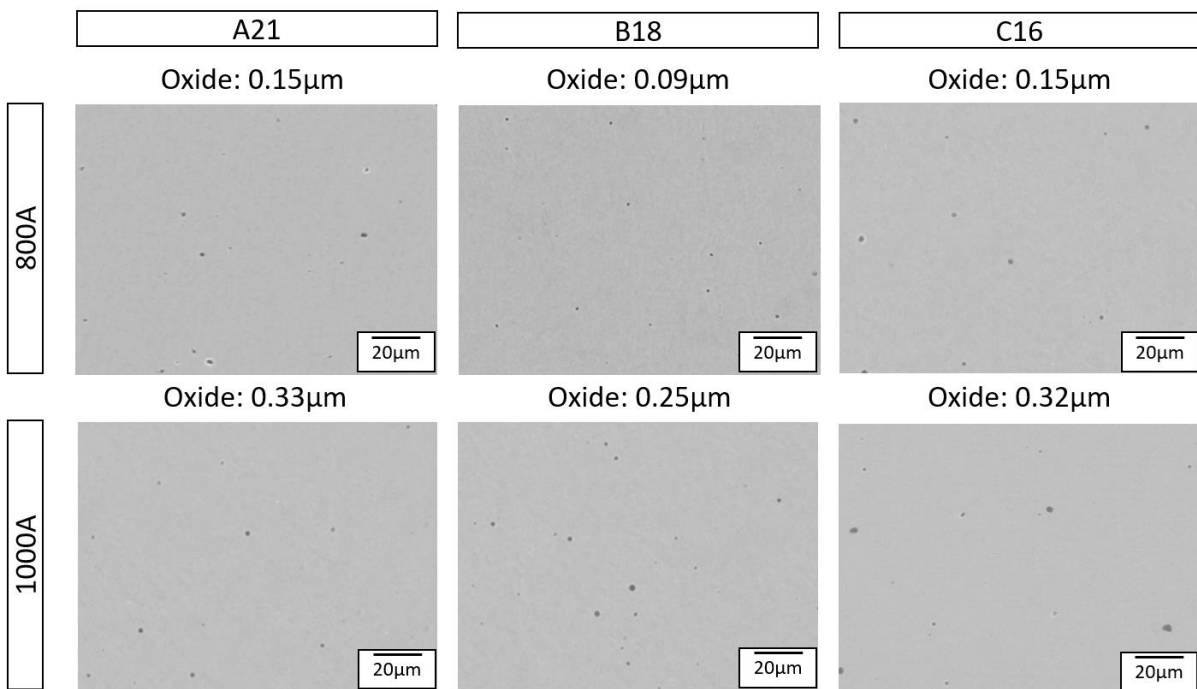 A21
B18
C16
Oxide: 0.15µm
Oxide: 0.09µm
Oxide: 0.15µm
800A
20µm
20µm
20µm
Oxide: 0.33µm
Oxide: 0.25µm
Oxide: 0.32µm
1000A
20µm
20µm
20µm